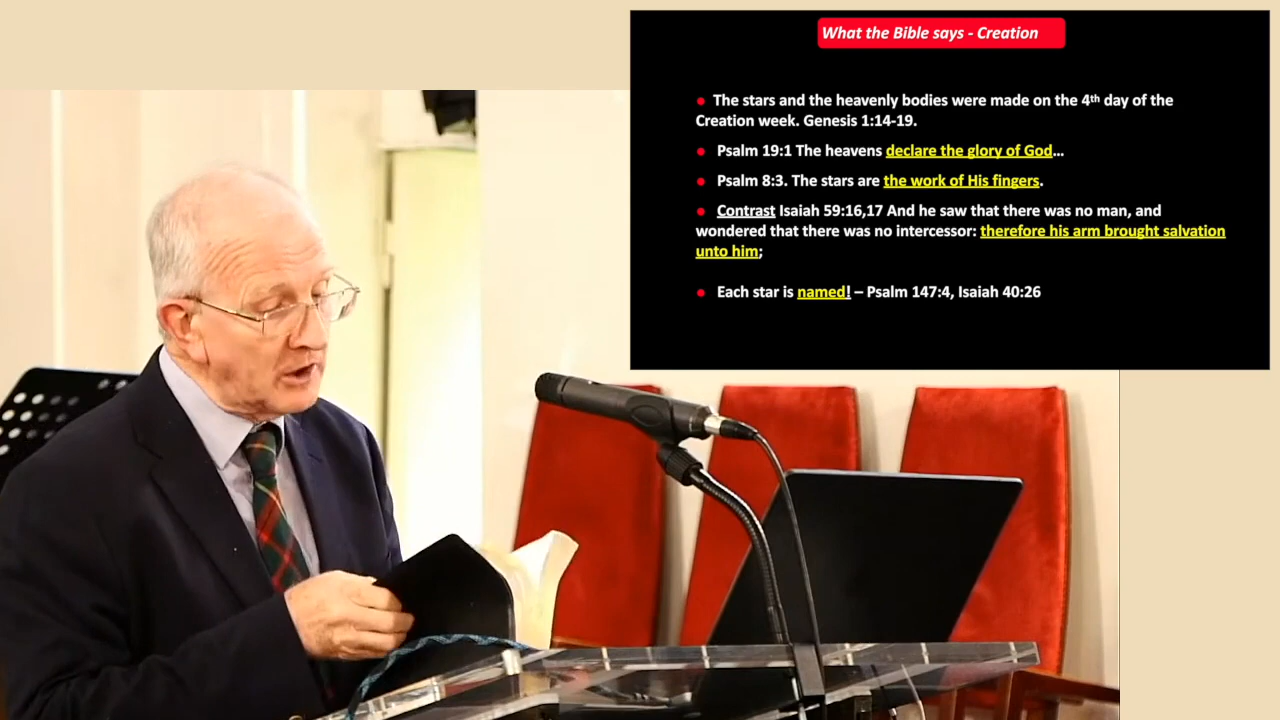 What the Bible says - Creation
● The stars and the heavenly bodies were made on the 4th day of the
Creation week. Genesis 1:14-19.
● Psalm 19:1 The heavens declare the glory of God...
● Psalm 8:3. The stars are the work of His fingers.
● Contrast Isaiah 59:16,17 And he saw that there was no man, and
wondered that there was no intercessor: therefore his arm brought salvation
unto him;
● Each star is named! – Psalm 147:4, Isaiah 40:26